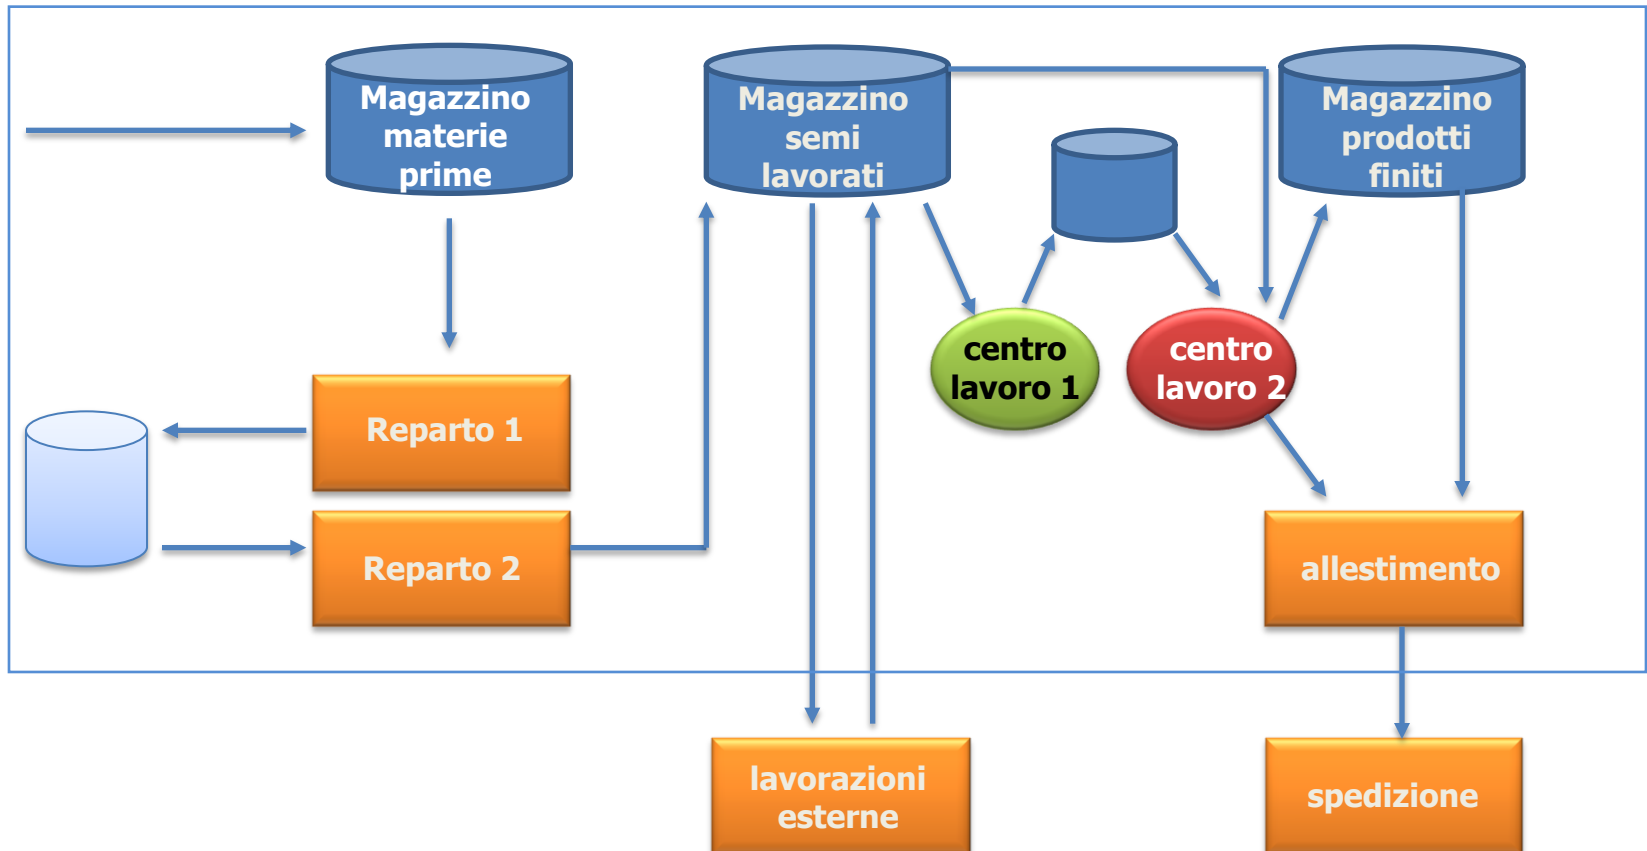 Magazzino
materie
prime
Magazzino
semi
lavorati
Magazzino
prodotti
finiti
centro
lavoro 1
centro
lavoro 2
Reparto 1
Reparto 2
allestimento
lavorazioni
esterne
spedizione